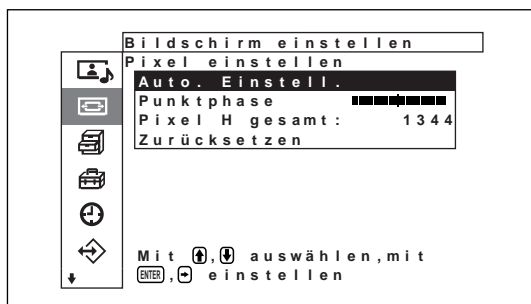 Bildschirm einstellen
Pixel einstellen
Auto. Einstell.
Punktphase
Pixel H gesamt: 1344
Zurücksetzen
Mit ↑,↓ auswählen,mit
ENTER,→ einstellen